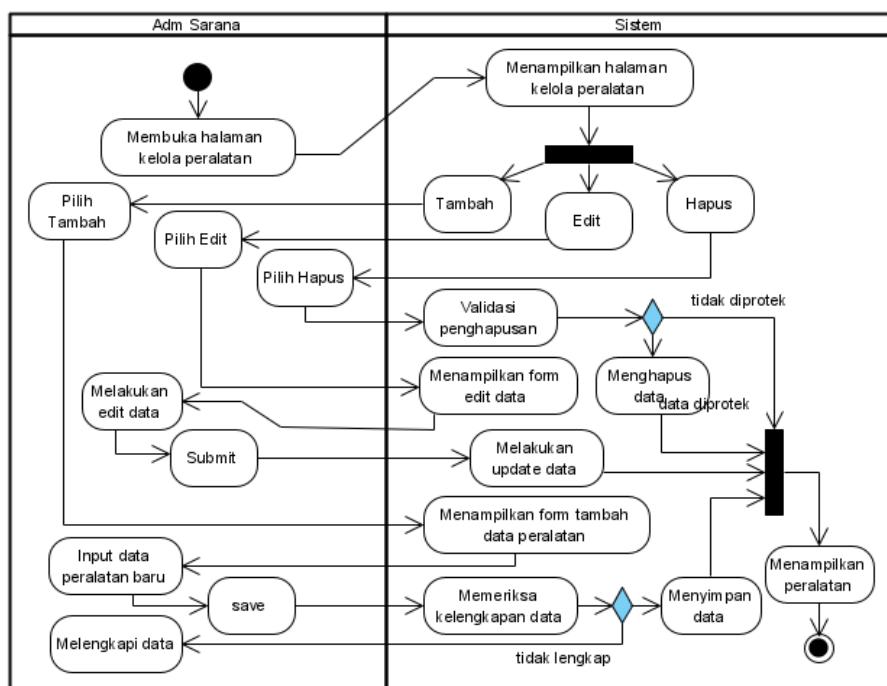 Adm Sarana
Sistem
Menampilkan halaman
kelola peralatan
Membuka halaman
kelola peralatan
Pilih
Tambah
Tambah
Edit
Hapus
Pilih Edit
Pilih Hapus
Validasi
penghapusan
tidak diprotek
Menghapus
data
data diprotek
Menampilkan form
edit data
Melakukan
edit data
Submit
Melakukan
update data
Menampilkan form tambah
data peralatan
Input data
peralatan baru
save
Memeriksa
kelengkapan data
Menyimpan
data
Menampilkan
peralatan
Melengkapi data
tidak lengkap